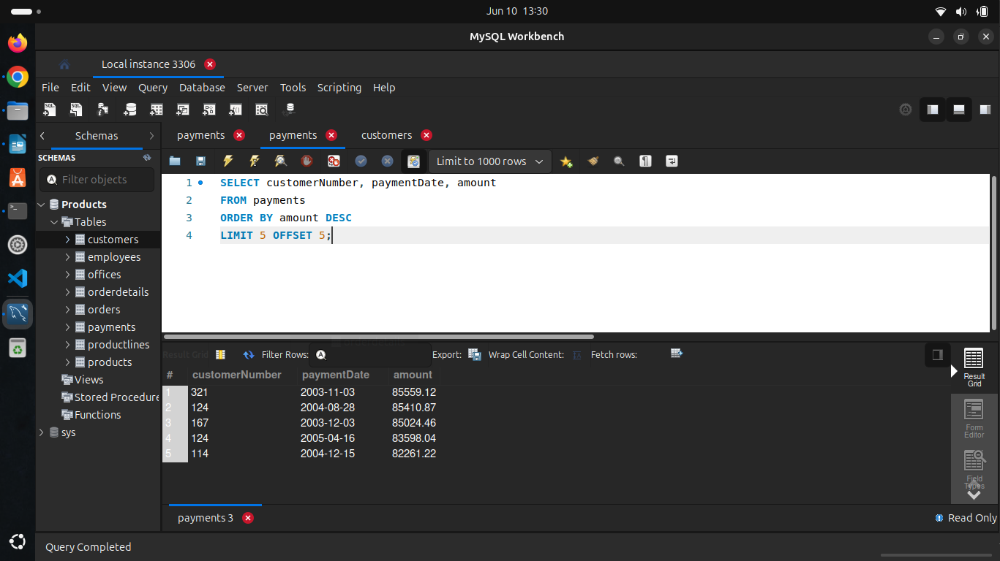 Jun 10 13:30
MySQL Workbench
Local instance 3306
File Edit View Query Database Server Tools Scripting Help
Schemas
payments payments customers
SCHEMAS
Limit to 1000 rows
Filter objects
Products
Tables
customers
employees
offices
orderdetails
orders
payments
productlines
products
Views
Stored Procedure
Functions
sys
1 SELECT customerNumber, paymentDate, amount
2 FROM payments
3 ORDER BY amount DESC
4 LIMIT 5 OFFSET 5;
Result Grid Filter Rows: Export: Wrap Cell Content: Fetch rows:
# customerNumber paymentDate amount
1 321 2003-11-03 85559.12
2 124 2004-08-28 85410.87
3 167 2003-12-03 85024.46
4 124 2005-04-16 83598.04
5 114 2004-12-15 82261.22
Result
Grid
Form
Editor
Field
Types
payments 3
Read Only
Query Completed